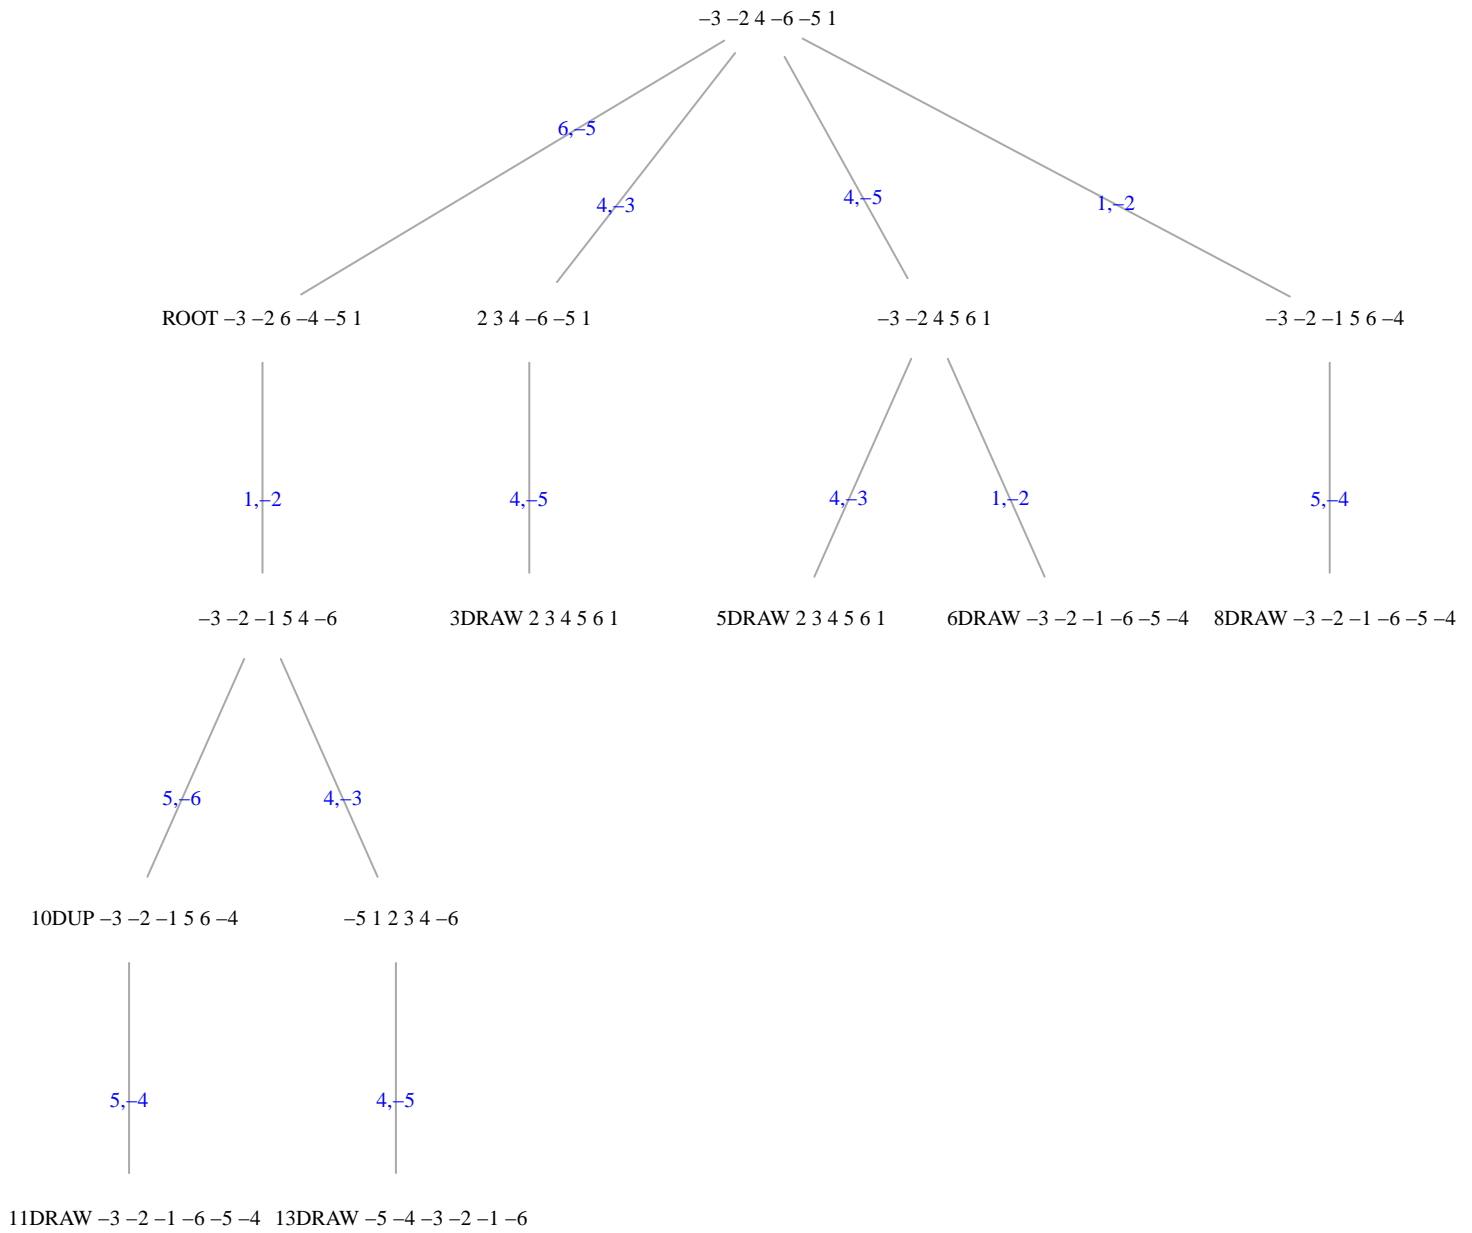 –3 –2 4 –6 –5 1
6,–5
4,–3
4,–5
1,–2
ROOT –3 –2 6 –4 –5 1
2 3 4 –6 –5 1
–3 –2 4 5 6 1
–3 –2 –1 5 6 –4
1,–2
4,–5
4,–3
1,–2
5,–4
–3 –2 –1 5 4 –6
3DRAW 2 3 4 5 6 1
5DRAW 2 3 4 5 6 1
6DRAW –3 –2 –1 –6 –5 –4
8DRAW –3 –2 –1 –6 –5 –4
5,–6
4,–3
10DUP –3 –2 –1 5 6 –4
–5 1 2 3 4 –6
5,–4
4,–5
11DRAW –3 –2 –1 –6 –5 –4
13DRAW –5 –4 –3 –2 –1 –6